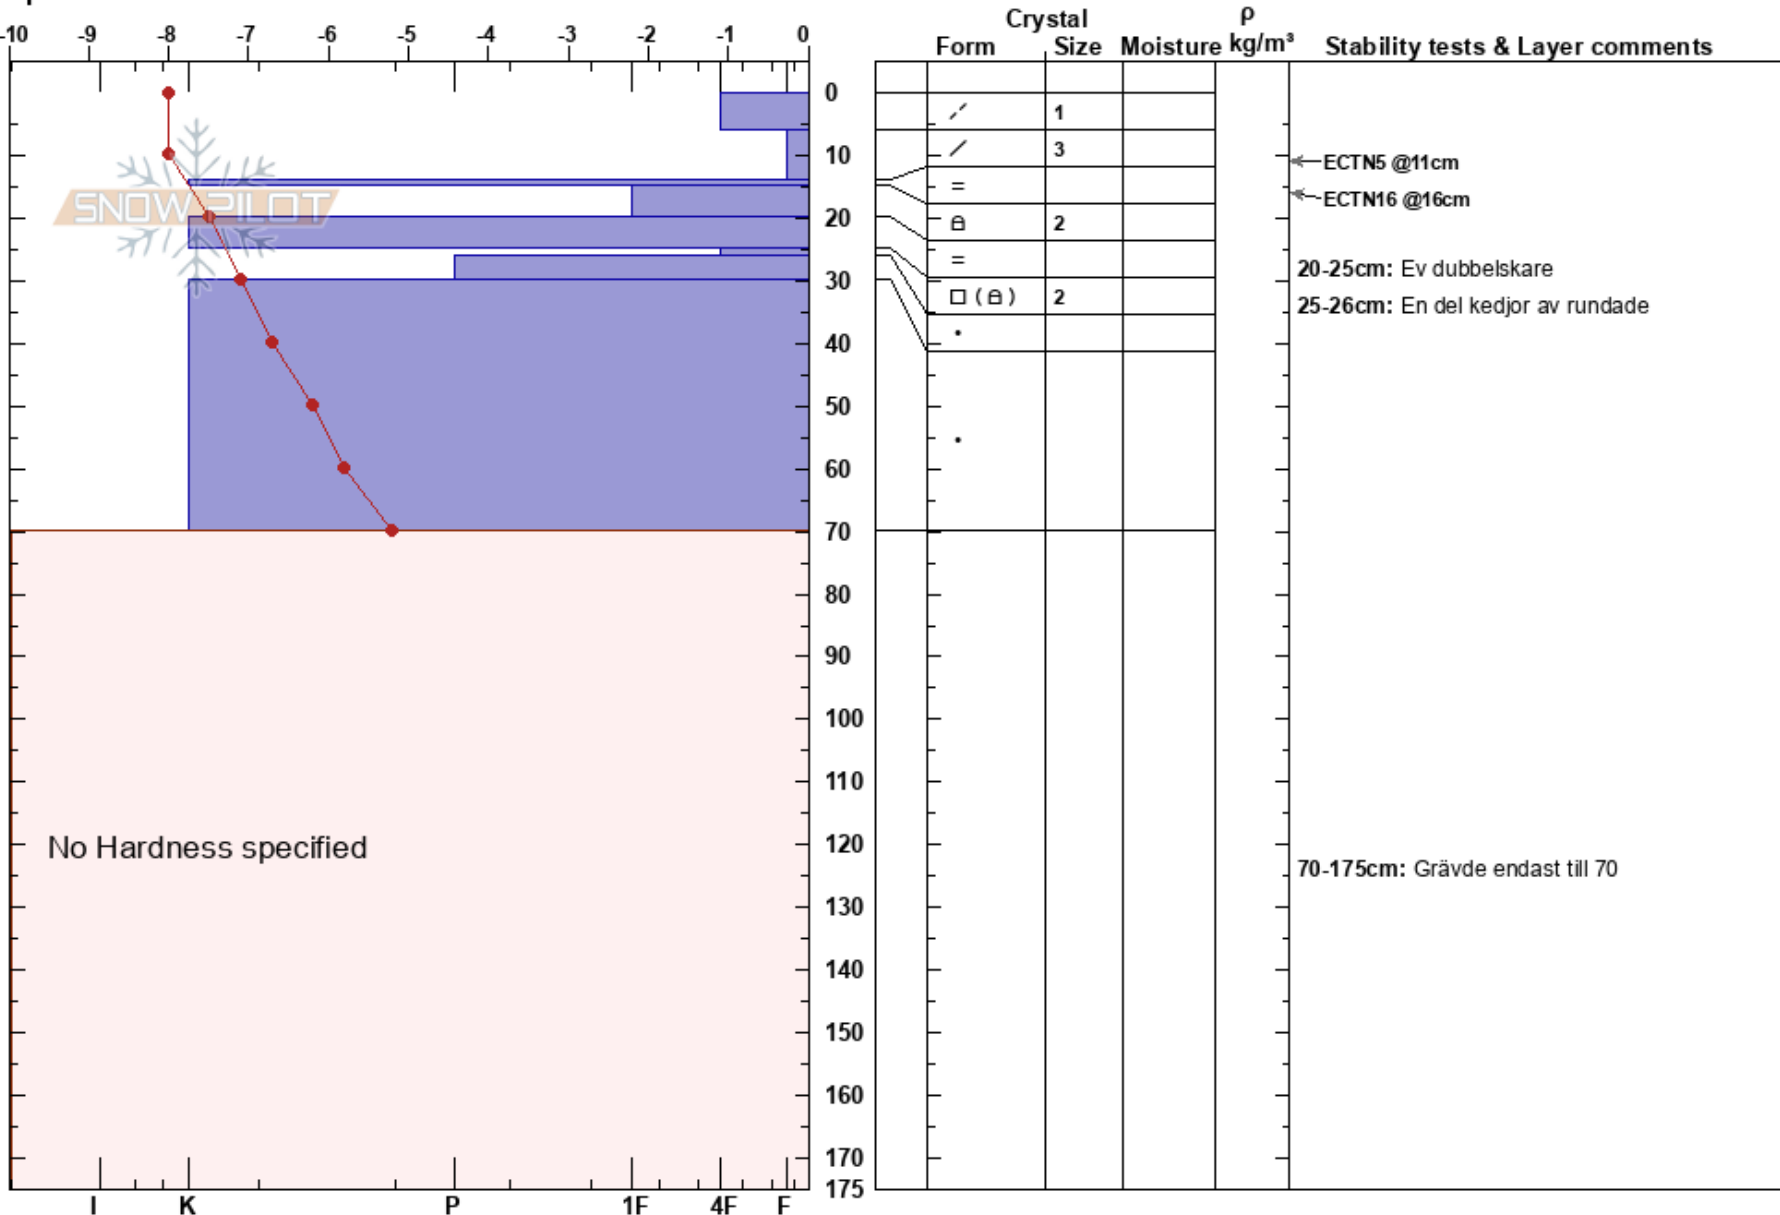 Crystal ρ
-10 -9 -8 -7 -6 -5 -4 -3 -2 -1 0 Form Size Moisture kg/m³ Stability tests & Layer comments
0
1
10 3 ECTN5 @11cm
= ECTN16 @16cm
SNOW PILOT
20 2
= 20-25cm: Ev dubbelskare
30 ( ) 2 25-26cm: En del kedjor av rundade
40
50
60
70
80
90
100
110
No Hardness specified 120
70-175cm: Grävde endast till 70
130
140
150
160
170
175
I K P 1F 4F F